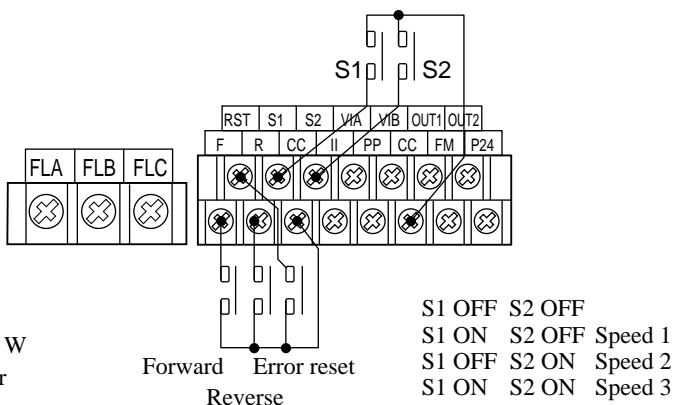 S1 S2
RST S1 S2 VIA VIB OUT1 OUT2
F R CC II PP CC FM P24
FLA FLB FLC
S1 OFF S2 OFF
S1 ON S2 OFF Speed 1
S1 OFF S2 ON Speed 2
S1 ON S2 ON Speed 3
W
r
Forward Error reset
Reverse